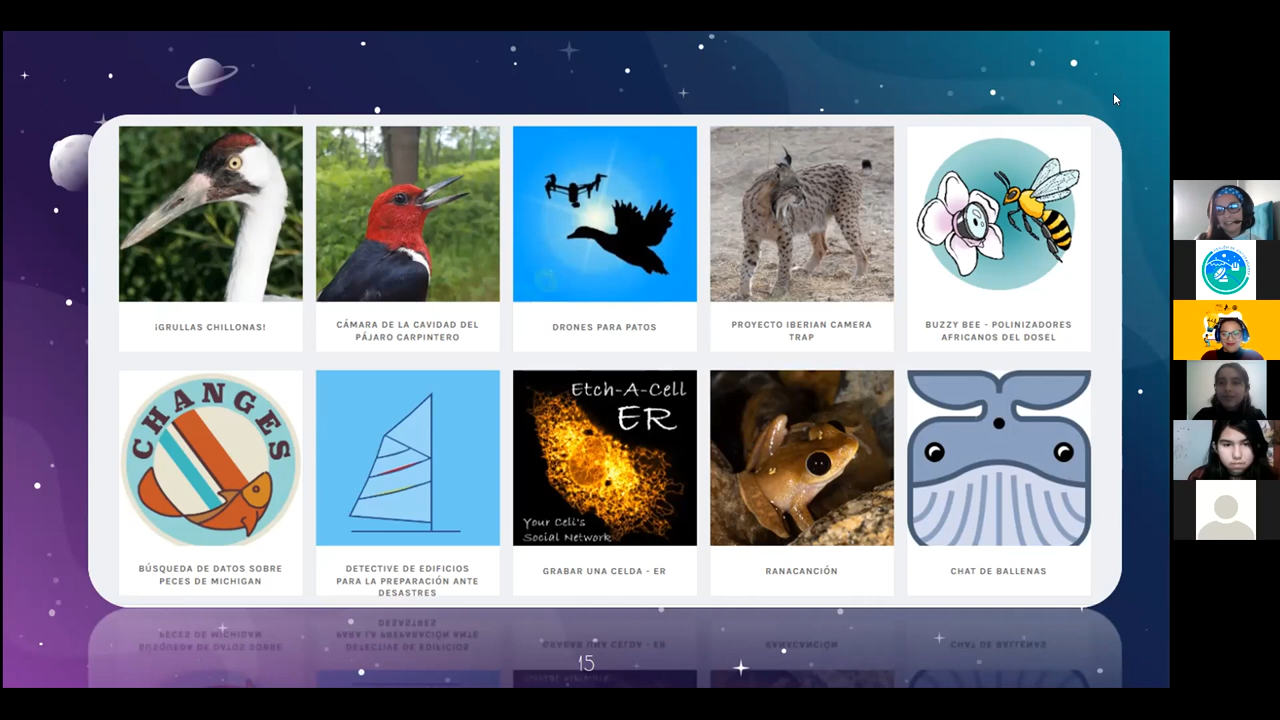 ¡GRULLAS CHILLONAS!
CÁMARA DE LA CAVIDAD DEL
PÁJARO CARPINTERO
DRONES PARA PATOS
PROYECTO IBERIAN CAMERA
TRAP
BUZZY BEE - POLINIZADORES
AFRICANOS DEL DOSEL
CHANGES
Etch-A-Cell
ER
Your Cell's
Social Network
BÚSQUEDA DE DATOS SOBRE
PECES DE MICHIGAN
DETECTIVE DE EDIFICIOS
PARA LA PREPARACIÓN ANTE
DESASTRES
GRABAR UNA CELDA - ER
RANACANCIÓN
CHAT DE BALLENAS
15